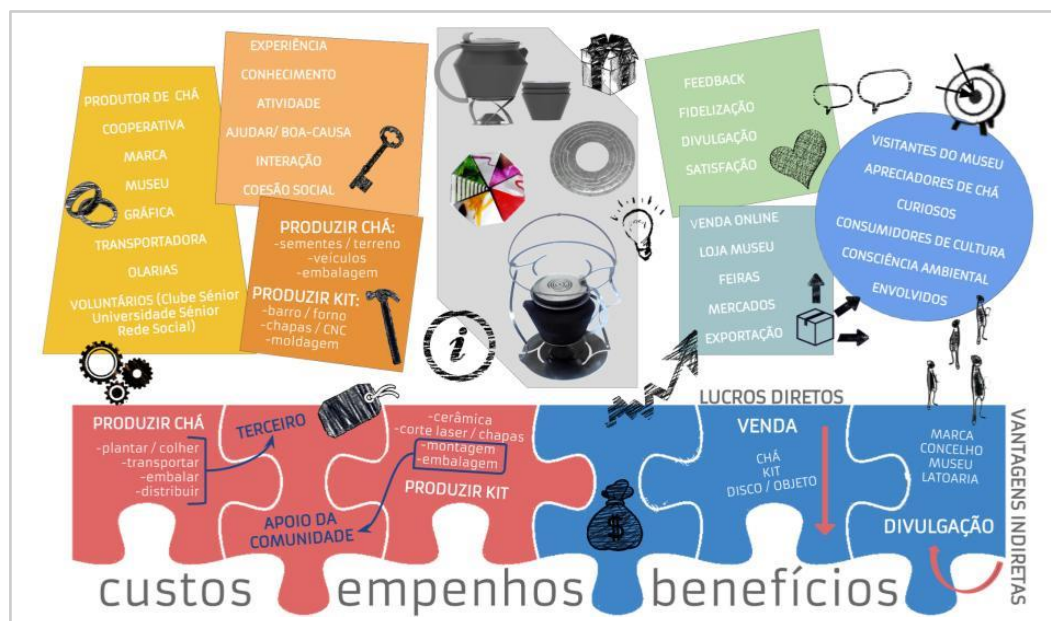 PRODUTOR DE CHÁ
COOPERATIVA
MARCA
MUSEU
GRÁFICA
TRANSPORTADORA
OLARIAS
VOLUNTÁRIOS (Clube Sénior
Universidade Sénior
Rede Social)
EXPERIÊNCIA
CONHECIMENTO
ATIVIDADE
AJUDAR/ BOA-CAUSA
INTERAÇÃO
COESÃO SOCIAL
PRODUZIR CHÁ:
-sementes / terreno
-veículos
-embalagem
PRODUZIR KIT:
-barro / forno
-chapas / CNC
-moldagem
i
FEEDBACK
FIDELIZAÇÃO
DIVULGAÇÃO
SATISFAÇÃO
VENDA ONLINE
LOJA MUSEU
FEIRAS
MERCADOS
EXPORTAÇÃO
VISITANTES DO MUSEU
APRECIADORES DE CHÁ
CURIOSOS
CONSUMIDORES DE CULTURA
CONSCIÊNCIA AMBIENTAL
ENVOLVIDOS
PRODUZIR CHÁ
-plantar / colher
-transportar
-embalar
-distribuir
TERCEIRO
APOIO DA
COMUNIDADE
-cerâmica
-corte laser / chapas
-montagem
-embalagem
PRODUZIR KIT
$
LUCROS DIRETOS
VENDA
CHÁ
KIT
DISCO / OBJETO
MARCA
CONCELHO
MUSEU
LATOARIA
DIVULGAÇÃO
VANTAGENS INDIRETAS
custos empenhos benefícios